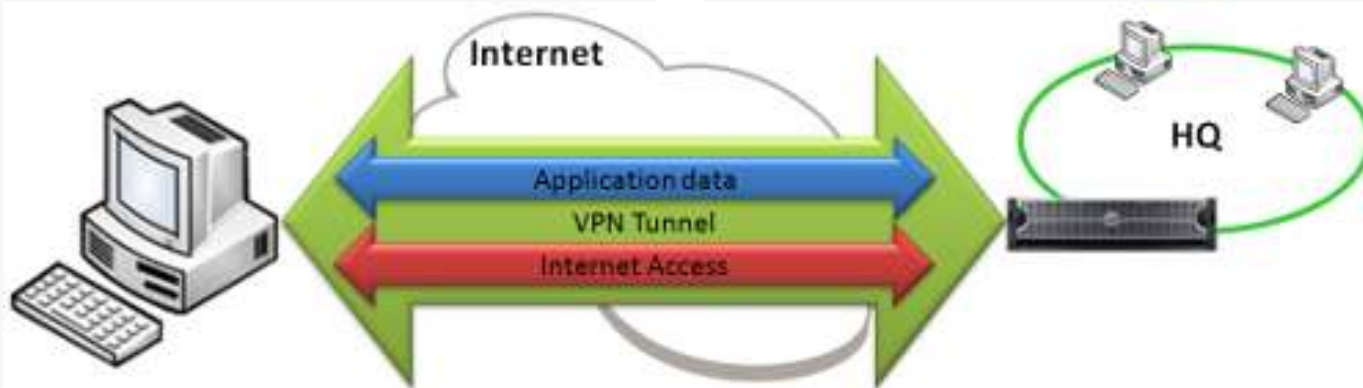 Internet
HQ
Application data
VPN Tunnel
Internet Access